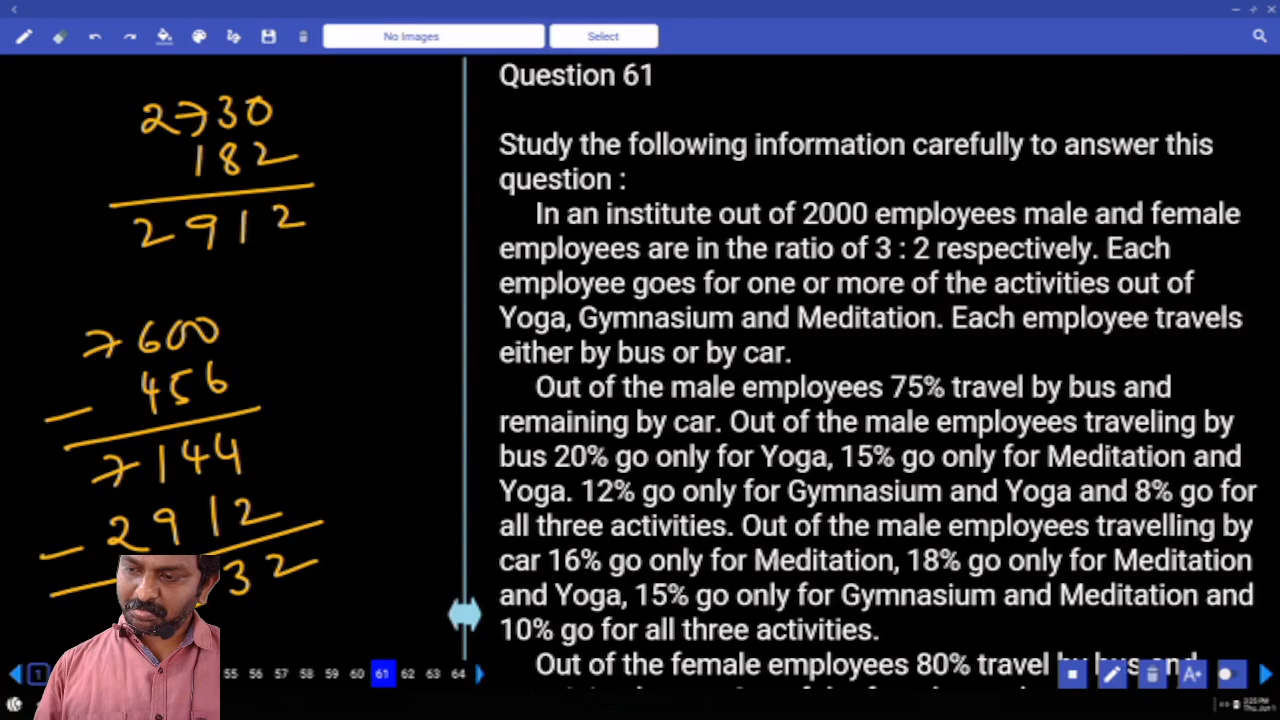 No Images
Select
2730
182
2912
7600
456
7144
2912
32
Question 61
Study the following information carefully to answer this
question :
In an institute out of 2000 employees male and female
employees are in the ratio of 3 : 2 respectively. Each
employee goes for one or more of the activities out of
Yoga, Gymnasium and Meditation. Each employee travels
either by bus or by car.
Out of the male employees 75% travel by bus and
remaining by car. Out of the male employees traveling by
bus 20% go only for Yoga, 15% go only for Meditation and
Yoga. 12% go only for Gymnasium and Yoga and 8% go for
all three activities. Out of the male employees travelling by
car 16% go only for Meditation, 18% go only for Meditation
and Yoga, 15% go only for Gymnasium and Meditation and
10% go for all three activities.
Out of the female employees 80% travel by bus and
1 55 56 57 58 59 60 61 62 63 64
A+